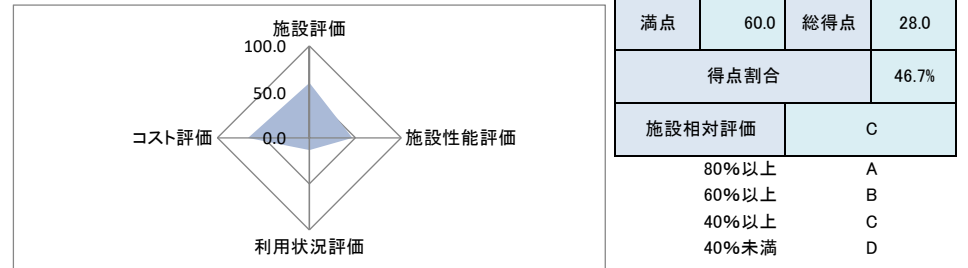 施設評価
100.0
50.0
コスト評価 0.0 施設性能評価
利用状況評価
満点 60.0 総得点 28.0
得点割合 46.7%
施設相対評価 C
80%以上 A
60%以上 B
40%以上 C
40%未満 D